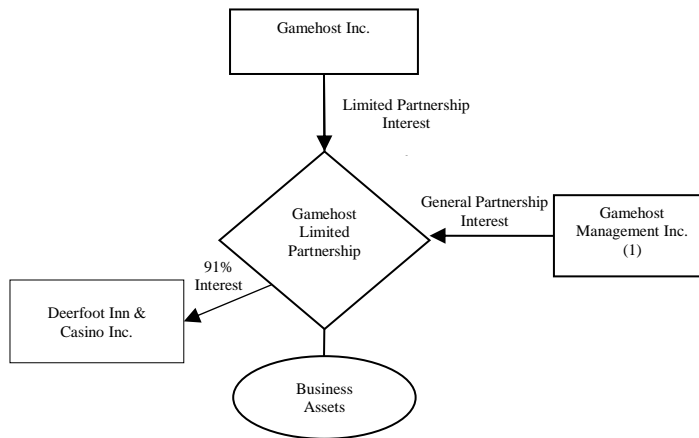 Gamehost Inc.
Limited Partnership
Interest
General Partnership
Interest
Gamehost
Limited
Partnership
Gamehost
Management Inc.
(1)
91%
Interest
Deerfoot Inn &
Casino Inc.
Business
Assets